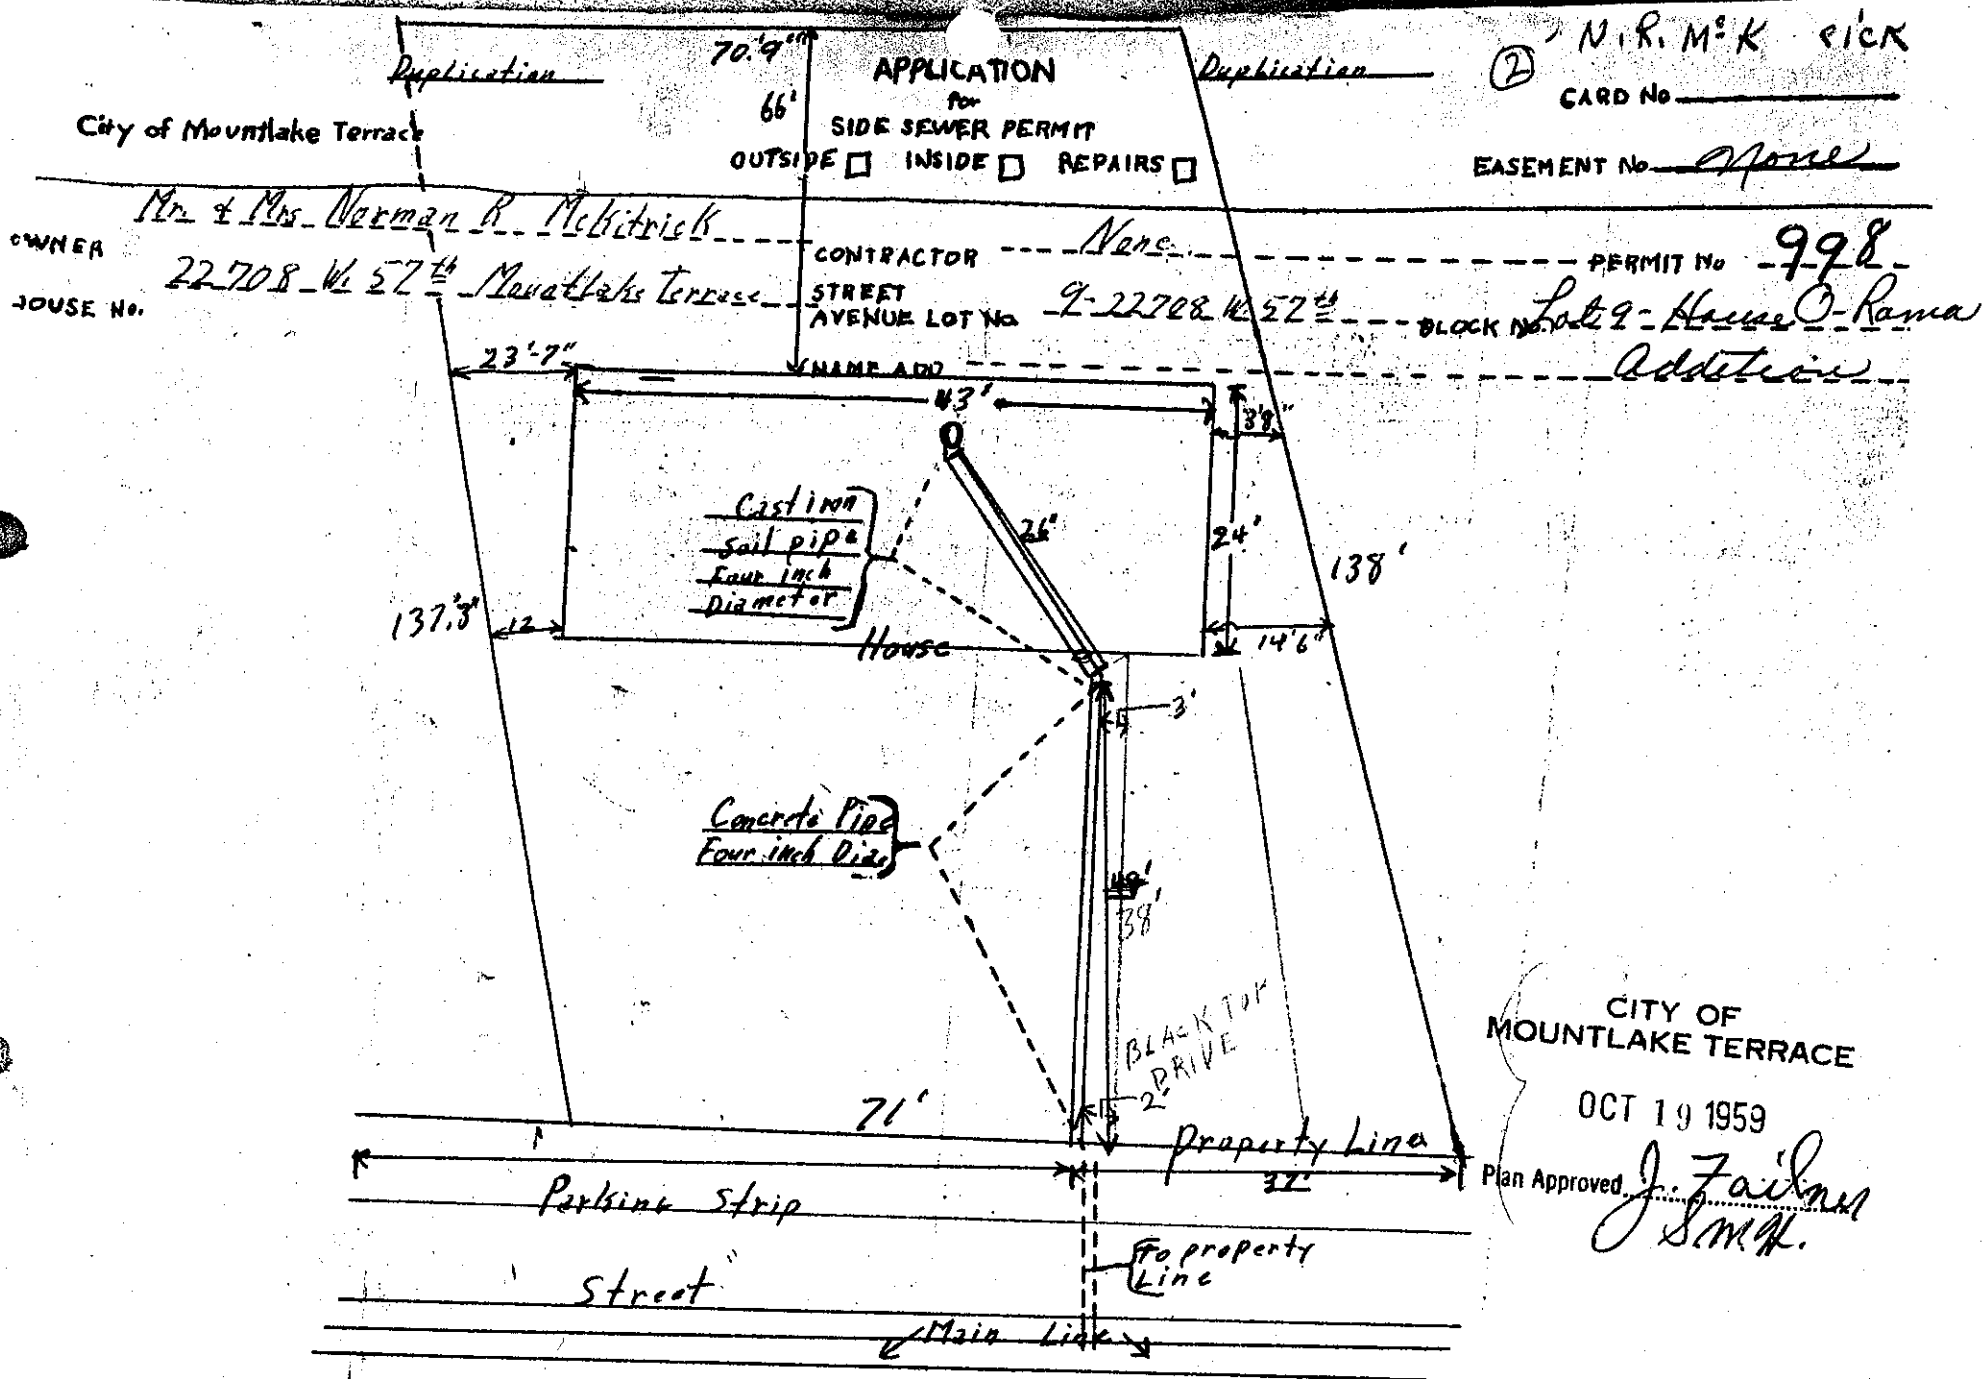 N. R. McK
②
70'9"
Duplication
APPLICATION
for
SIDE SEWER PERMIT
Duplication
CARD No
66'
City of Mountlake Terrace
OUTSIDE □ INSIDE □ REPAIRS □
EASEMENT No None
OWNER Mr. & Mrs. Norman R McKitrick CONTRACTOR None PERMIT No 998
HOUSE No. 22708 W. 57th Mountlake Terrace STREET
AVENUE LOT No 9-22708 W 57th BLOCK No. Lot 9-House-O-Rama
(NAME ADD) Addition
23'-7"
43'
3'8"
Cast iron
Soil pipe
Four inch
Diameter
26"
24'
138'
137.'3"
12
House
14'6"
3'
Concrete Pipe
Four inch Dia.
48'
38'
BLACK TOP
DRIVE
2'
71'
Property Line
37'
Parking Strip
To property
Line
Street
Main Line
CITY OF
MOUNTLAKE TERRACE
OCT 19 1959
Plan Approved